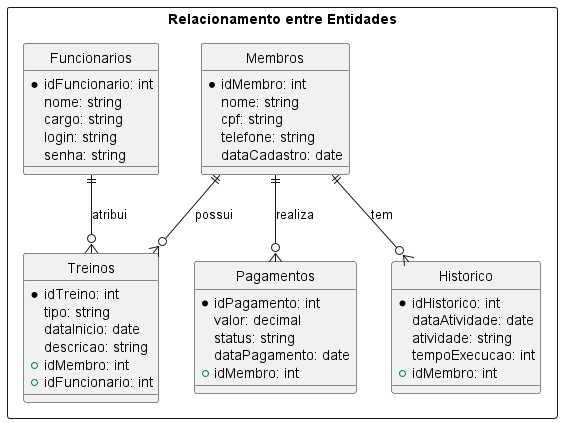 Relacionamento entre Entidades
Funcionarios
idFuncionario: int
nome: string
cargo: string
login: string
senha: string
Membros
idMembro: int
nome: string
cpf: string
telefone: string
dataCadastro: date
atribui
possui
realiza
tem
Treinos
idTreino: int
tipo: string
dataInicio: date
descricao: string
idMembro: int
idFuncionario: int
Pagamentos
idPagamento: int
valor: decimal
status: string
dataPagamento: date
idMembro: int
Historico
idHistorico: int
dataAtividade: date
atividade: string
tempoExecucao: int
idMembro: int